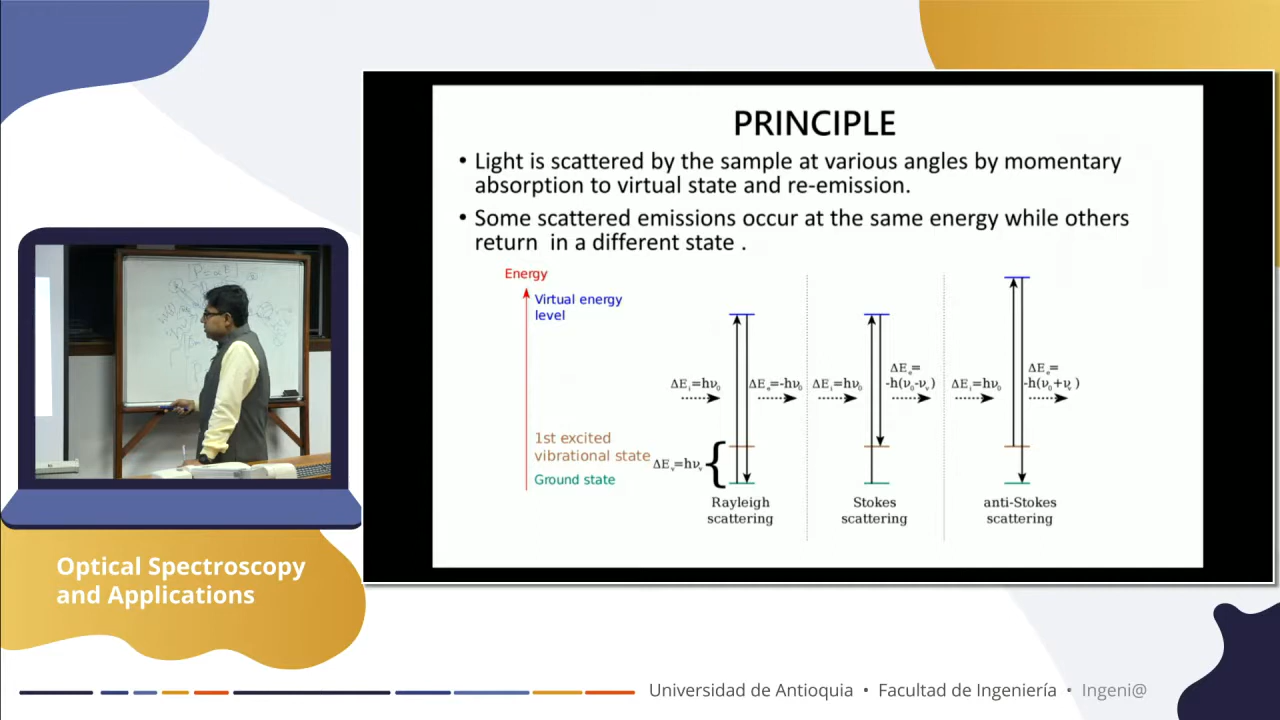 PRINCIPLE
• Light is scattered by the sample at various angles by momentary
absorption to virtual state and re-emission.
• Some scattered emissions occur at the same energy while others
return in a different state .
Energy
Virtual energy
level
1st excited
vibrational state
Ground state
ΔEᵥ=hνᵥ
ΔEᵢ=hν₀
ΔEₑ=-hν₀
Rayleigh
scattering
ΔEᵢ=hν₀
ΔEₑ=
-h(ν₀-νᵥ)
Stokes
scattering
ΔEᵢ=hν₀
ΔEₑ=
-h(ν₀+νᵥ)
anti-Stokes
scattering
Optical Spectroscopy
and Applications
Universidad de Antioquia • Facultad de Ingeniería • Ingeni@